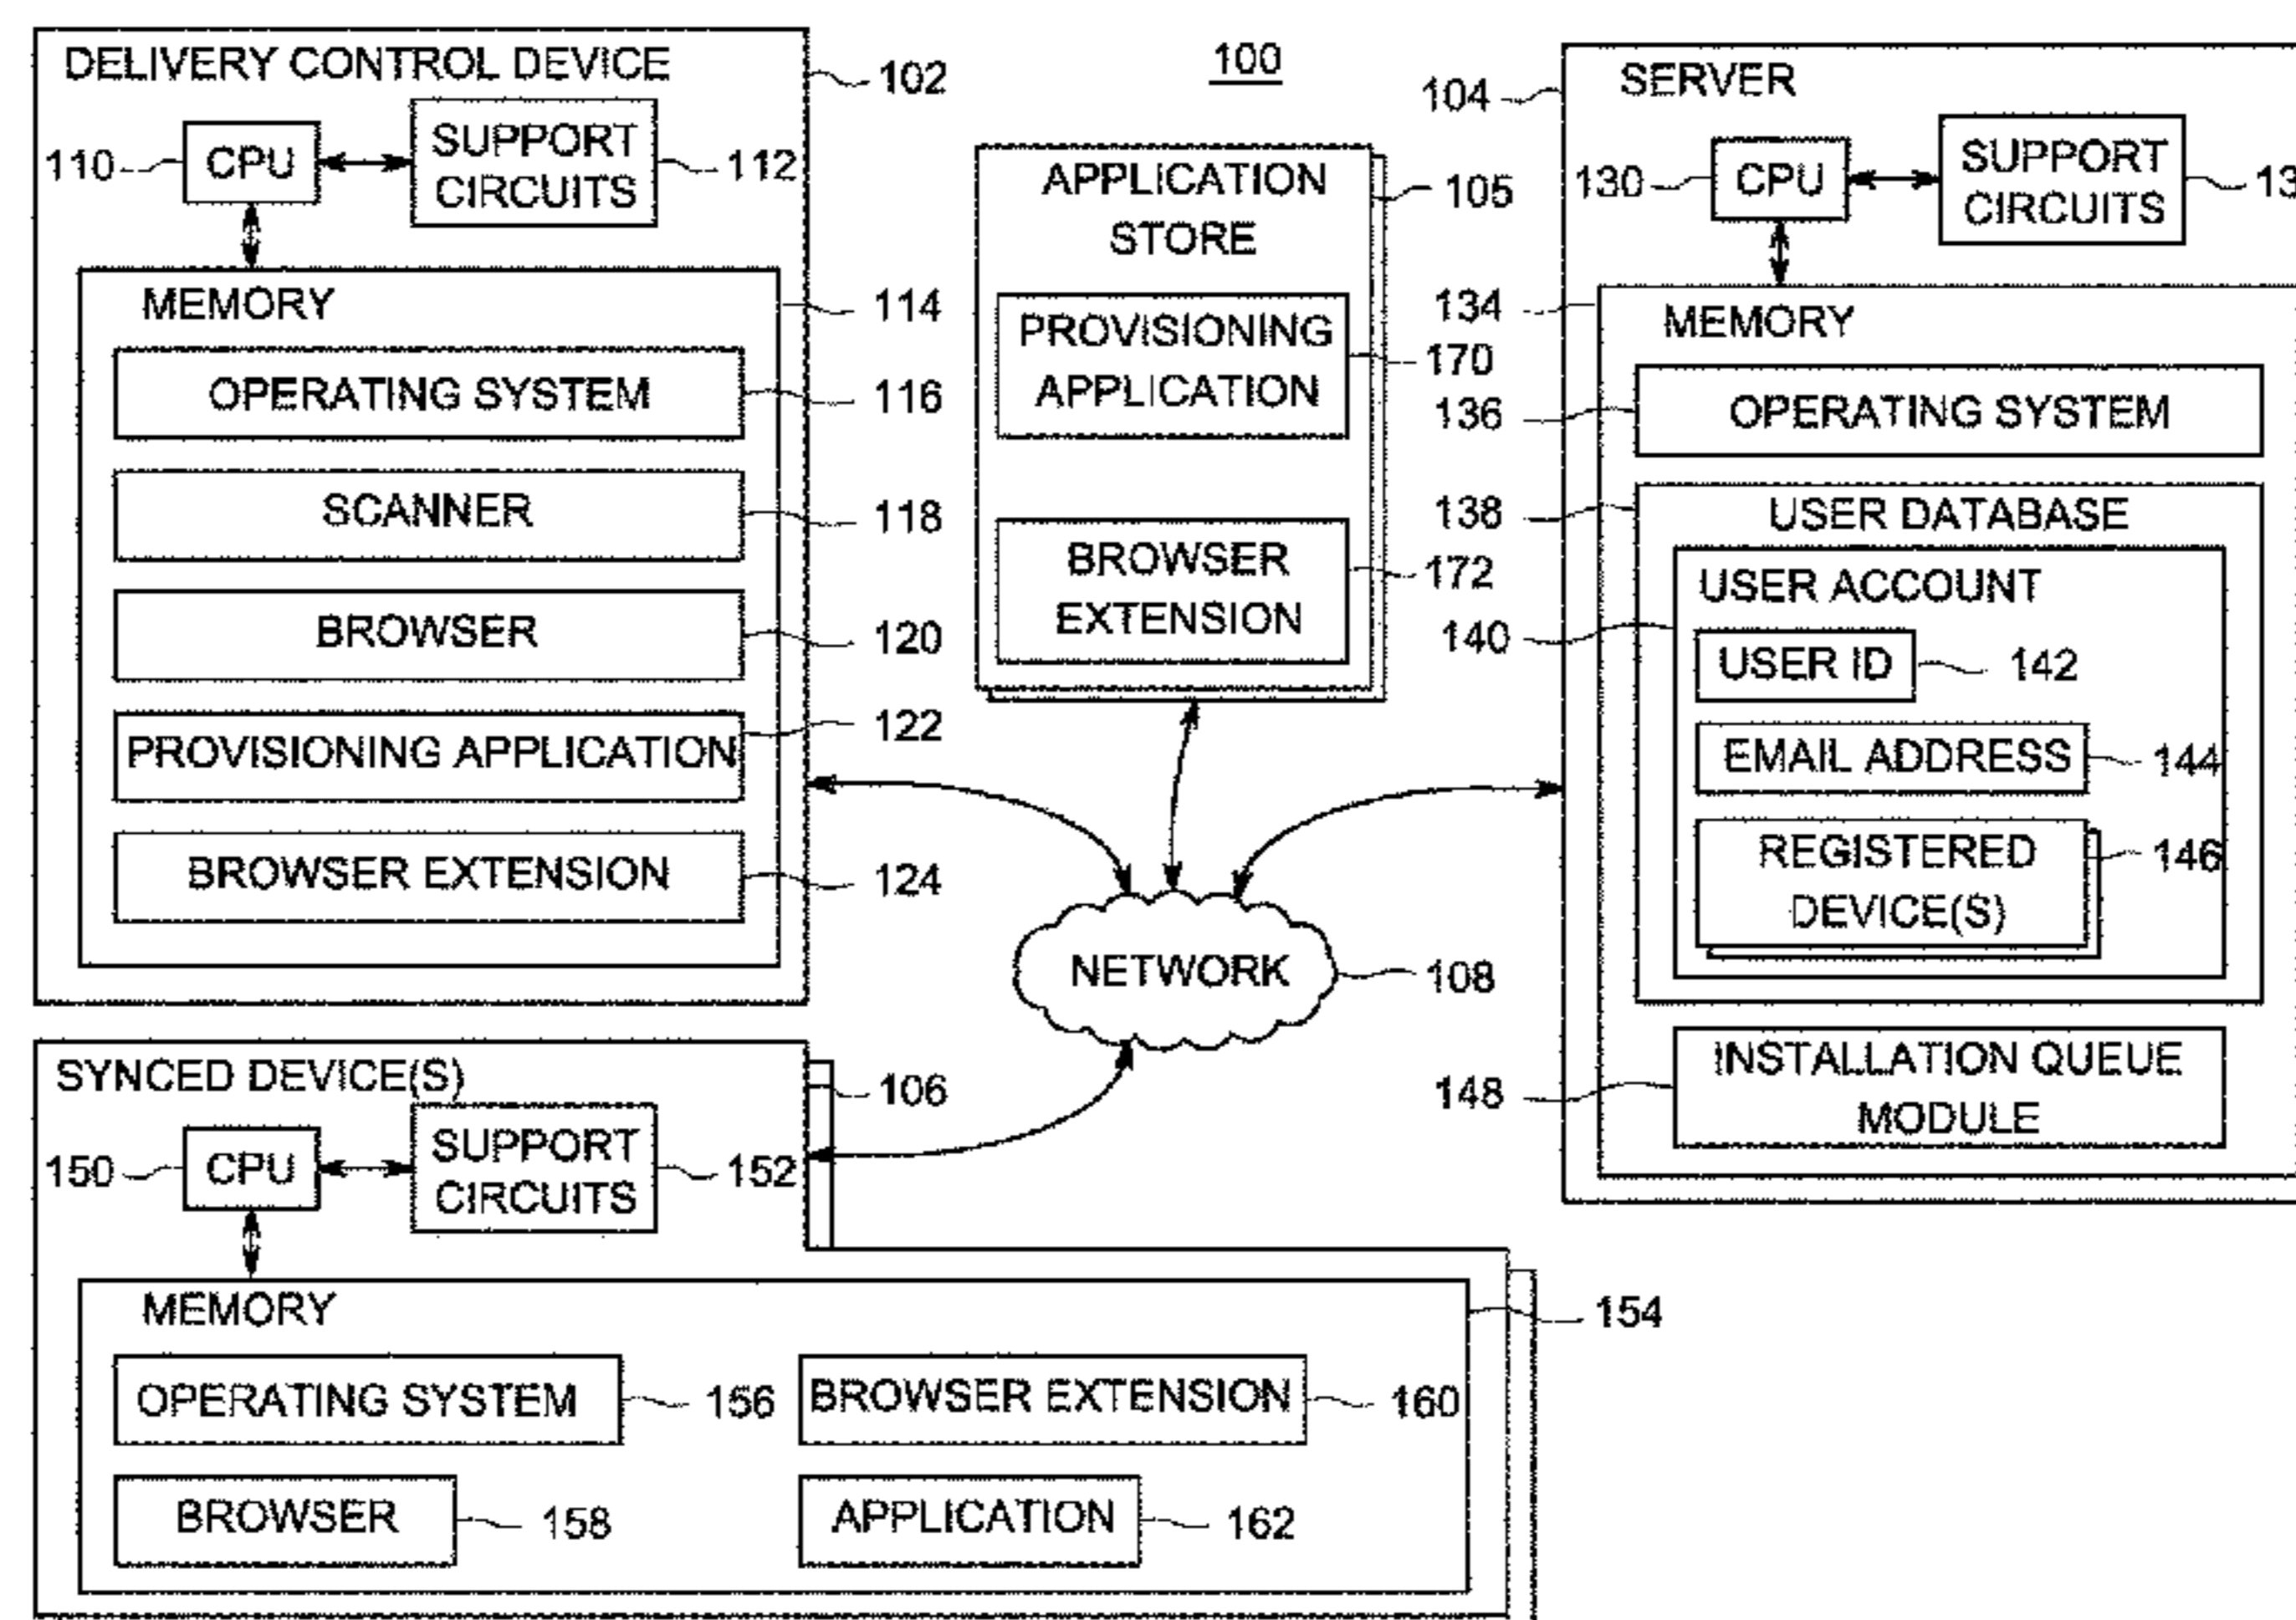 DELIVERY CONTROL DEVICE
102
110
CPU
SUPPORT
CIRCUITS
112
MEMORY
114
OPERATING SYSTEM
116
SCANNER
118
BROWSER
120
PROVISIONING APPLICATION
122
BROWSER EXTENSION
124
100
APPLICATION
STORE
105
PROVISIONING
APPLICATION
170
BROWSER
EXTENSION
172
NETWORK
108
SERVER
104
130
CPU
SUPPORT
CIRCUITS
134
MEMORY
136
OPERATING SYSTEM
138
USER DATABASE
USER ACCOUNT
140
USER ID
142
EMAIL ADDRESS
144
REGISTERED
DEVICE(S)
146
148
INSTALLATION QUEUE
MODULE
SYNCED DEVICE(S)
106
150
CPU
SUPPORT
CIRCUITS
152
MEMORY
154
OPERATING SYSTEM
156
BROWSER EXTENSION
160
BROWSER
158
APPLICATION
162